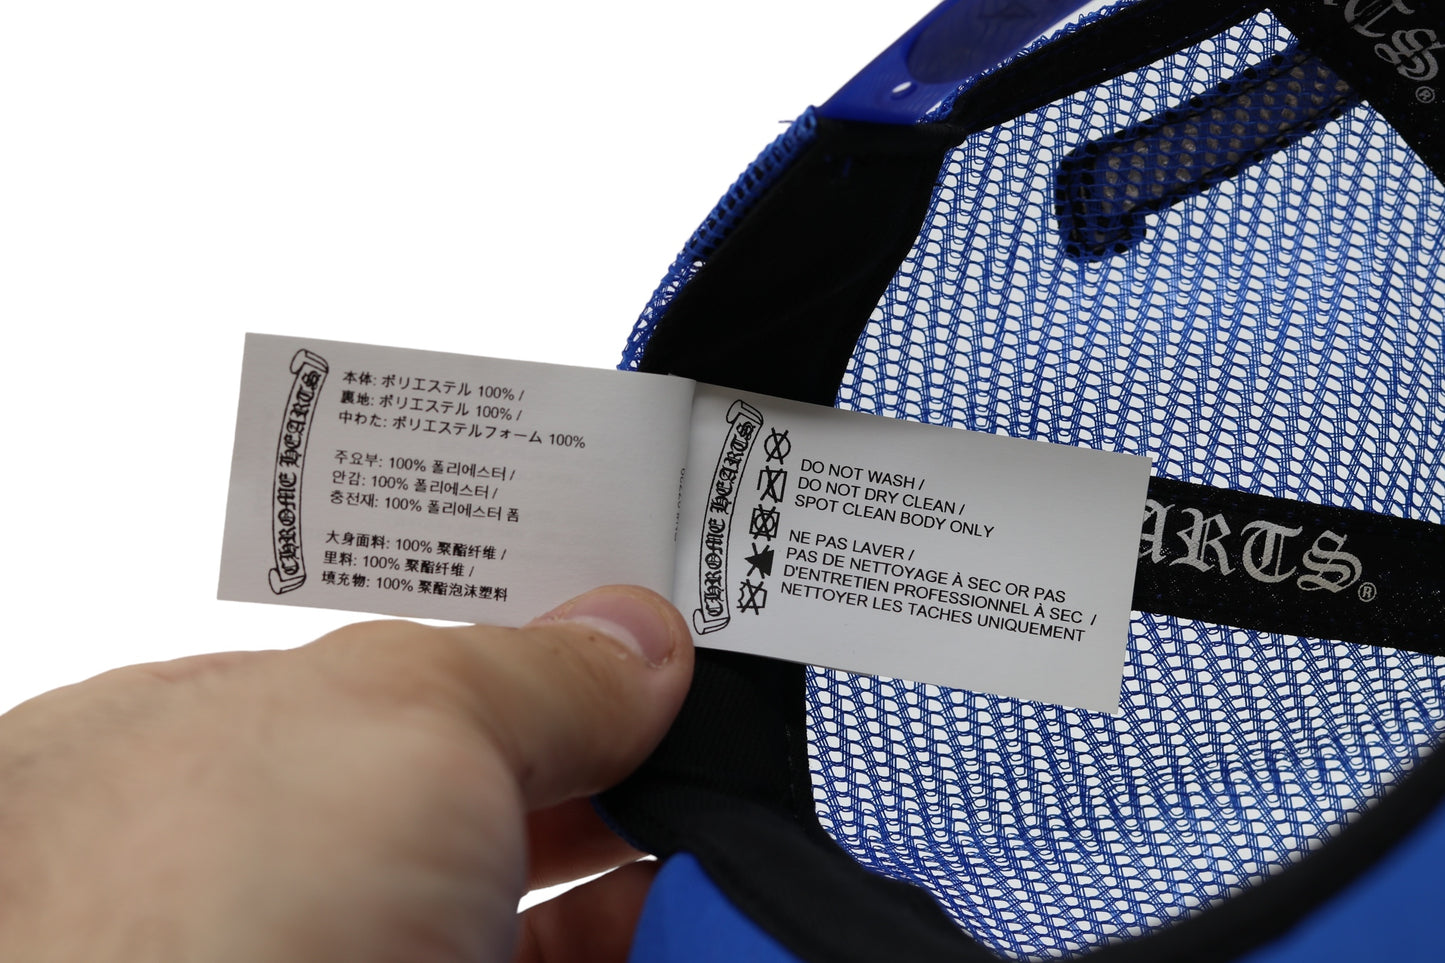 CHROME HEARTS
本体: ポリエステル 100% /
裏地: ポリエステル 100% /
中わた: ポリエステルフォーム 100%
주요부: 100% 폴리에스터 /
안감: 100% 폴리에스터 /
충전재: 100% 폴리에스터 폼
大身面料: 100% 聚酯纤维 /
里料: 100% 聚酯纤维 /
填充物: 100% 聚酯泡沫塑料
CHROME HEARTS
DO NOT WASH /
DO NOT DRY CLEAN /
SPOT CLEAN BODY ONLY
NE PAS LAVER /
PAS DE NETTOYAGE À SEC OR PAS
D'ENTRETIEN PROFESSIONNEL À SEC /
NETTOYER LES TACHES UNIQUEMENT
ARTS®
RTS®